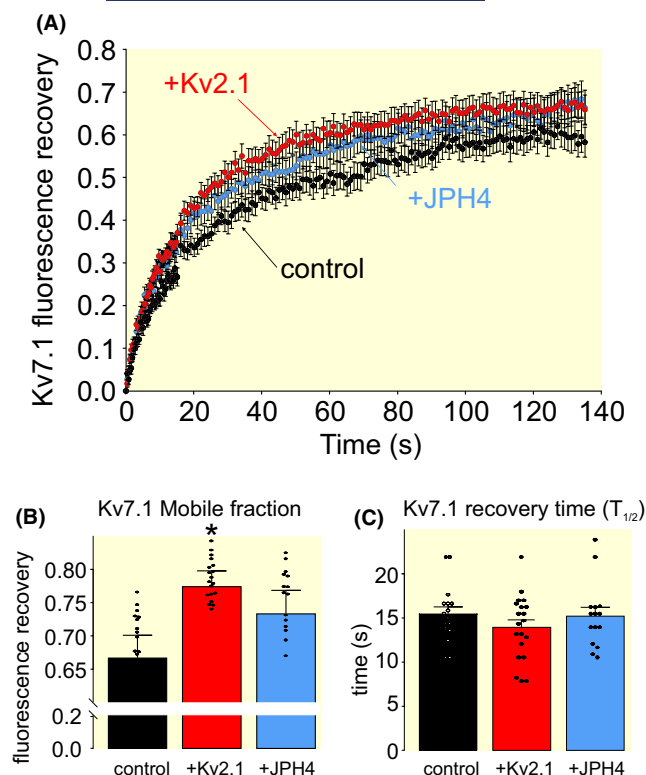 (A)
0.8
0.7
0.6
0.5
0.4
0.3
0.2
0.1
0.0
Kv7.1 fluorescence recovery
+Kv2.1
+JPH4
control
0 20 40 60 80 100 120 140
Time (s)
(B) Kv7.1 Mobile fraction
*
0.80
0.75
0.70
0.65
0.2
0.0
fluorescence recovery
control +Kv2.1 +JPH4
(C) Kv7.1 recovery time (T1/2)
20
15
10
5
0
time (s)
control +Kv2.1 +JPH4